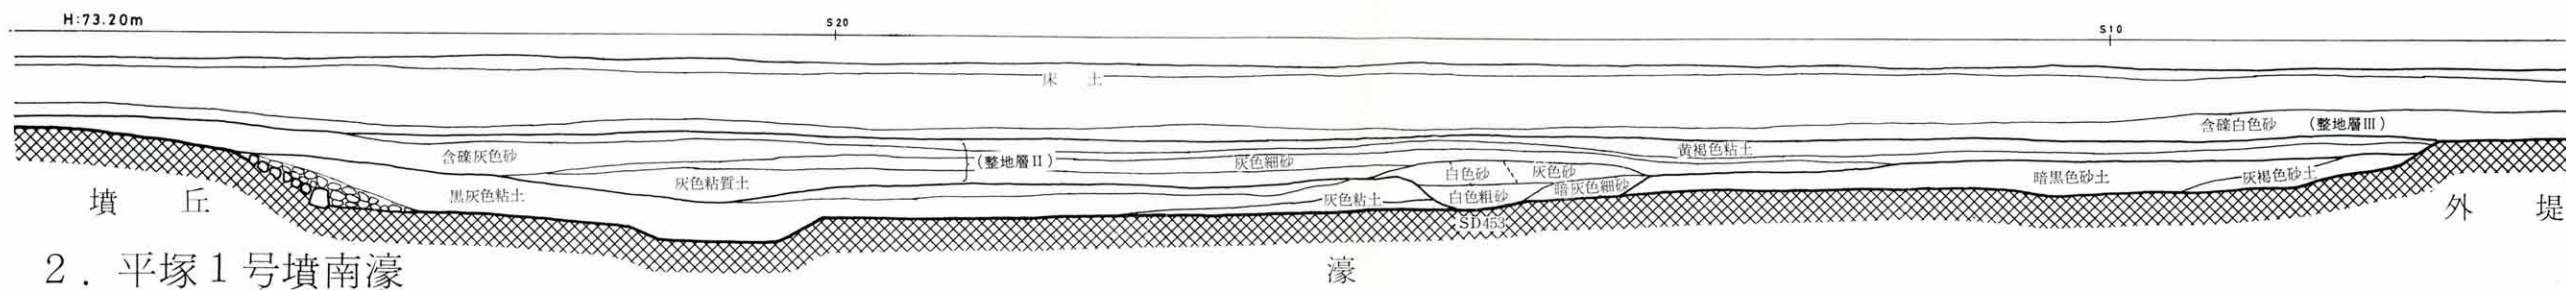 H:73.20m
S20
S10
床 土
含礫白色砂 (整地層III)
含礫灰色砂
(整地層II)
灰色細砂
黄褐色粘土
灰色粘質土
白色砂
灰色砂
暗黒色砂土
灰褐色砂土
墳 丘
黒灰色粘土
灰色粘土
白色粗砂
暗灰色細砂
SD453
外 堤
濠
2. 平塚1号墳南濠